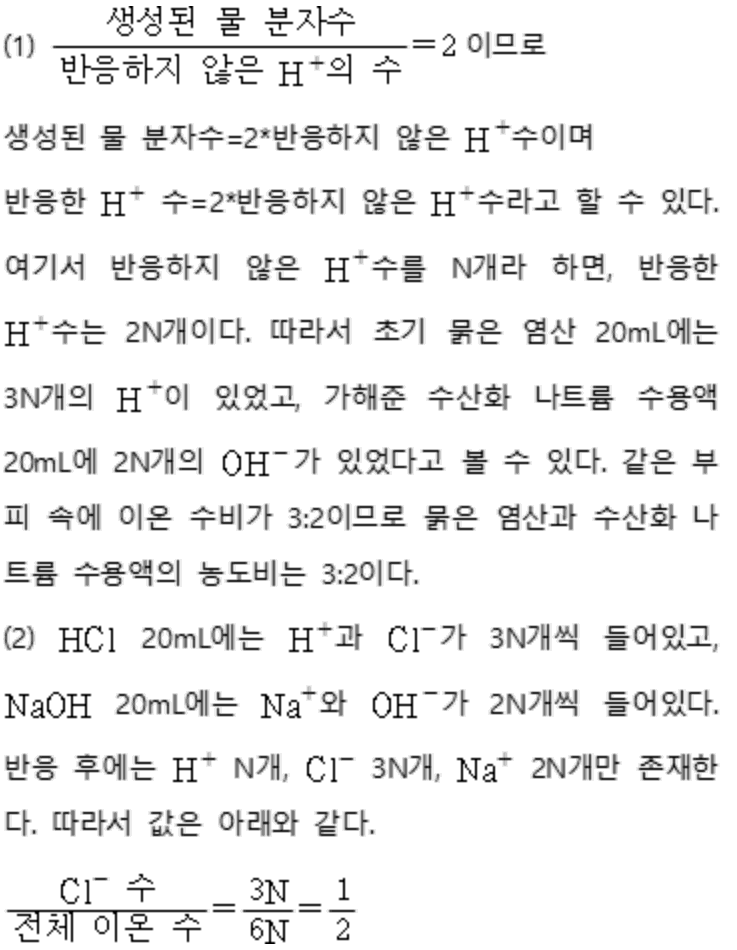 (1) 생성된 물 분자수 / 반응하지 않은 H⁺의 수 = 2 이므로
생성된 물 분자수=2*반응하지 않은 H⁺수이며
반응한 H⁺ 수=2*반응하지 않은 H⁺수라고 할 수 있다.
여기서 반응하지 않은 H⁺수를 N개라 하면, 반응한
H⁺수는 2N개이다. 따라서 초기 묽은 염산 20mL에는
3N개의 H⁺이 있었고, 가해준 수산화 나트륨 수용액
20mL에 2N개의 OH⁻가 있었다고 볼 수 있다. 같은 부
피 속에 이온 수비가 3:2이므로 묽은 염산과 수산화 나
트륨 수용액의 농도비는 3:2이다.
(2) HCl 20mL에는 H⁺과 Cl⁻가 3N개씩 들어있고,
NaOH 20mL에는 Na⁺와 OH⁻가 2N개씩 들어있다.
반응 후에는 H⁺ N개, Cl⁻ 3N개, Na⁺ 2N개만 존재한
다. 따라서 값은 아래와 같다.
Cl⁻ 수 / 전체 이온 수 = 3N / 6N = 1 / 2